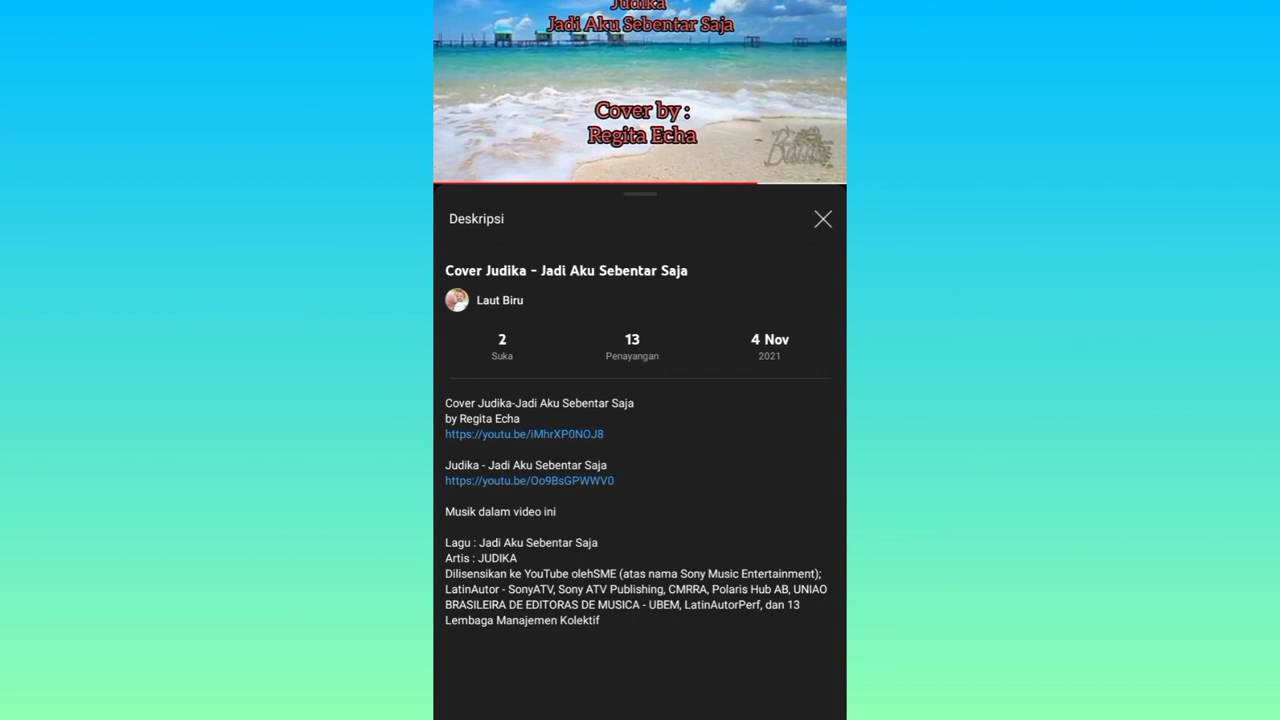 Judika
Jadi Aku Sebentar Saja
Cover by :
Regita Echa
Deskripsi
Cover Judika - Jadi Aku Sebentar Saja
Laut Biru
2 13 4 Nov
Suka Penayangan 2021
Cover Judika-Jadi Aku Sebentar Saja
by Regita Echa
https://youtu.be/iMhrXP0NOJ8
Judika - Jadi Aku Sebentar Saja
https://youtu.be/Oo9BsGPWWV0
Musik dalam video ini
Lagu : Jadi Aku Sebentar Saja
Artis : JUDIKA
Dilisensikan ke YouTube olehSME (atas nama Sony Music Entertainment);
LatinAutor - SonyATV, Sony ATV Publishing, CMRRA, Polaris Hub AB, UNIAO
BRASILEIRA DE EDITORAS DE MUSICA - UBEM, LatinAutorPerf, dan 13
Lembaga Manajemen Kolektif